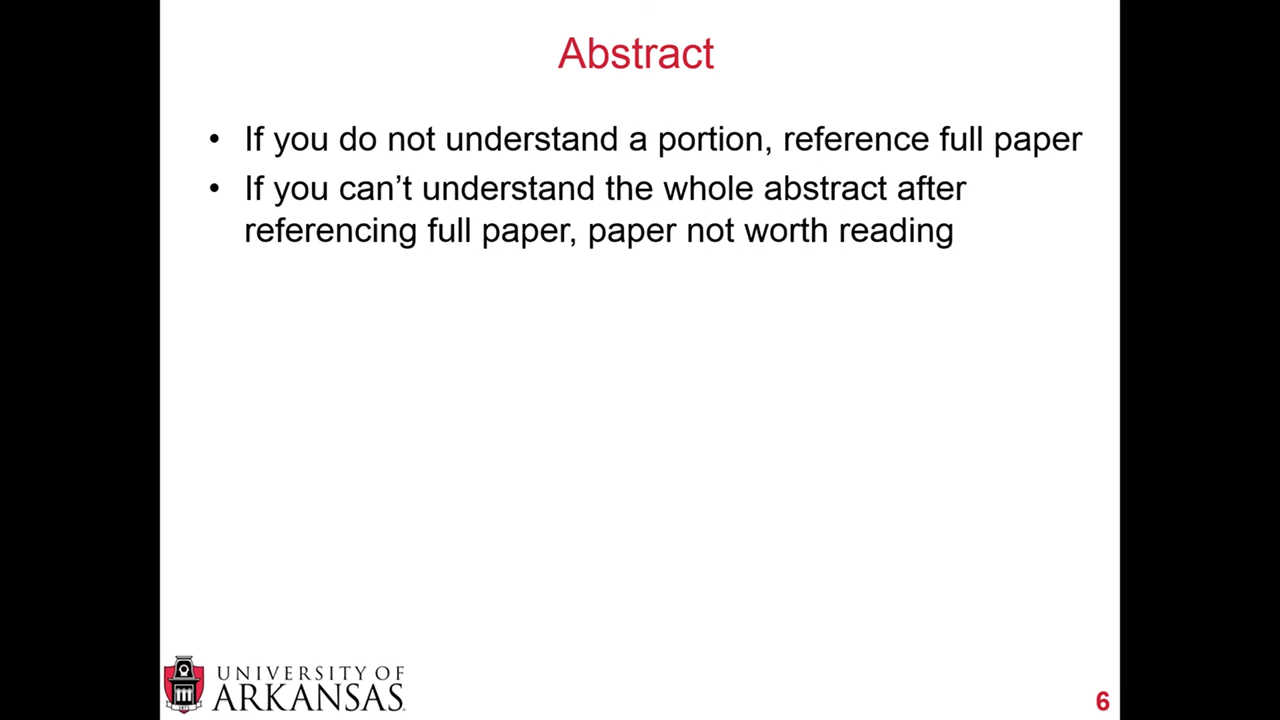 Abstract
• If you do not understand a portion, reference full paper
• If you can’t understand the whole abstract after
referencing full paper, paper not worth reading
UNIVERSITY OF
ARKANSAS
6